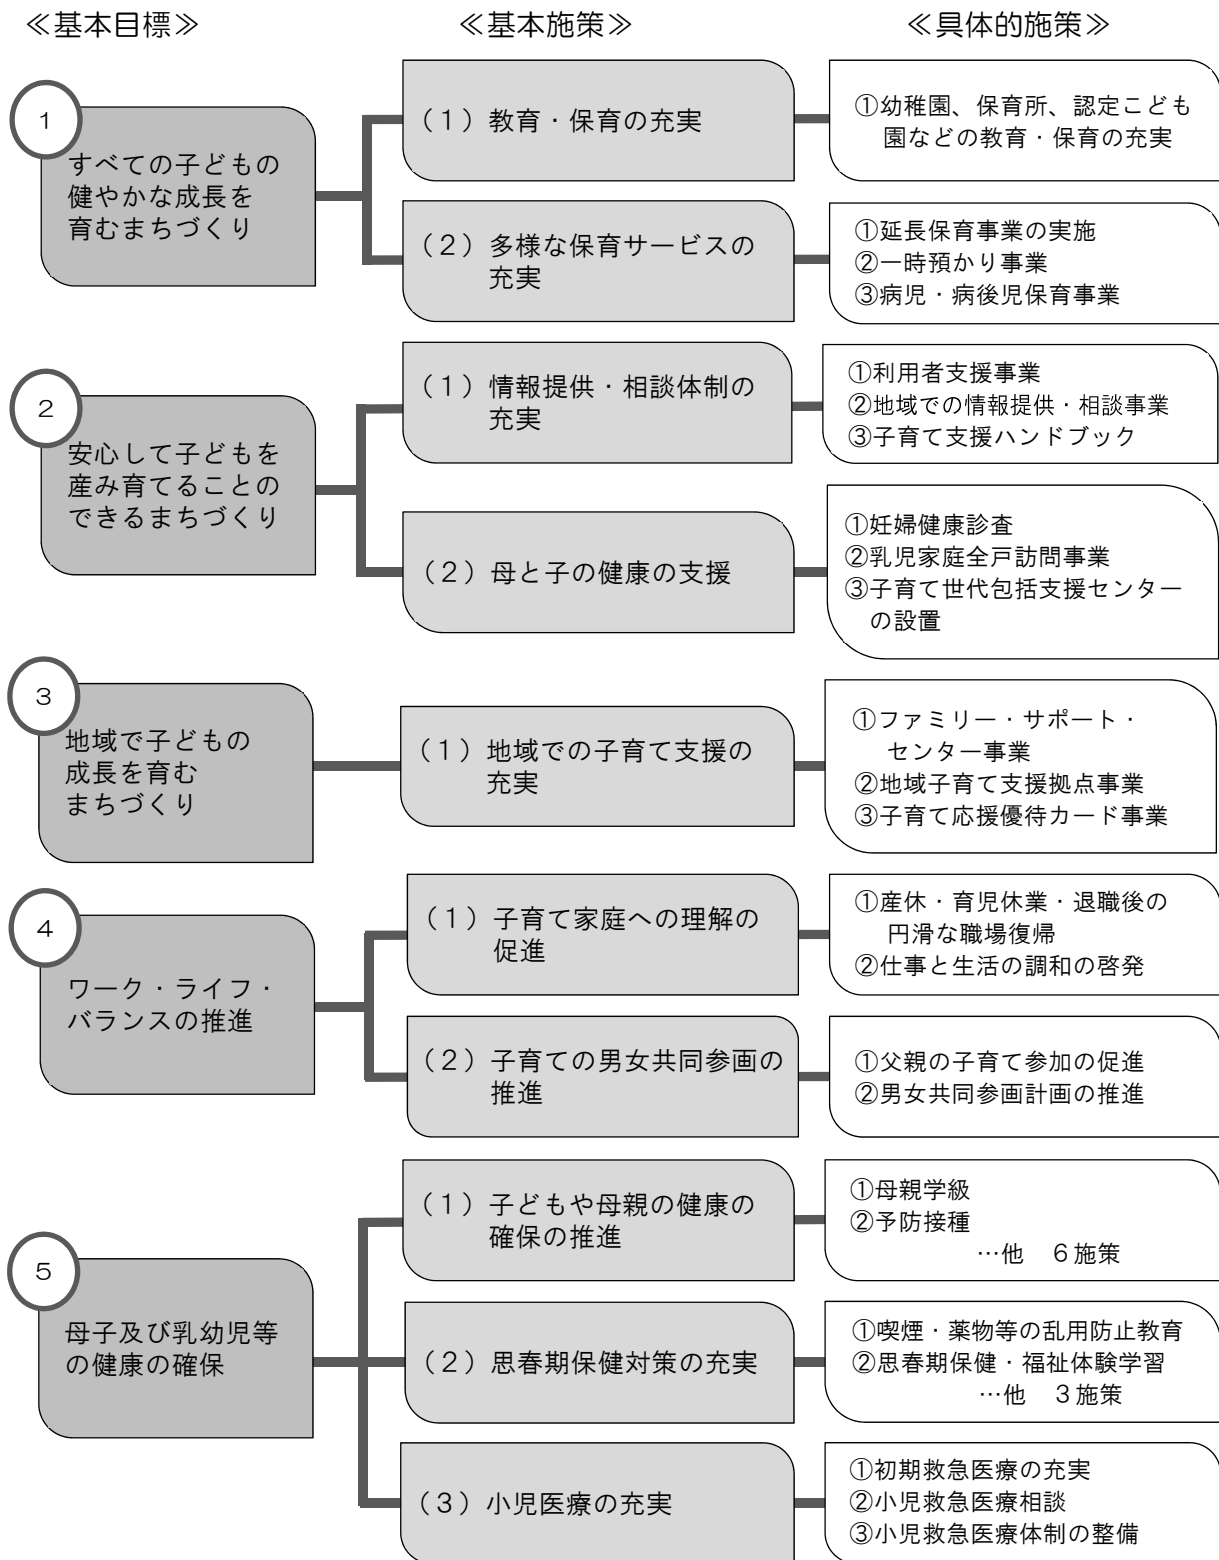 ≪基本目標≫
≪基本施策≫
≪具体的施策≫
1
すべての子どもの
健やかな成長を
育むまちづくり
（１）教育・保育の充実
①幼稚園、保育所、認定こども
園などの教育・保育の充実
（２）多様な保育サービスの
充実
①延長保育事業の実施
②一時預かり事業
③病児・病後児保育事業
2
安心して子どもを
産み育てることの
できるまちづくり
（１）情報提供・相談体制の
充実
①利用者支援事業
②地域での情報提供・相談事業
③子育て支援ハンドブック
（２）母と子の健康の支援
①妊婦健康診査
②乳児家庭全戸訪問事業
③子育て世代包括支援センター
の設置
3
地域で子どもの
成長を育む
まちづくり
（１）地域での子育て支援の
充実
①ファミリー・サポート・
センター事業
②地域子育て支援拠点事業
③子育て応援優待カード事業
4
ワーク・ライフ・
バランスの推進
（１）子育て家庭への理解の
促進
①産休・育児休業・退職後の
円滑な職場復帰
②仕事と生活の調和の啓発
（２）子育ての男女共同参画の
推進
①父親の子育て参加の促進
②男女共同参画計画の推進
5
母子及び乳幼児等
の健康の確保
（１）子どもや母親の健康の
確保の推進
①母親学級
②予防接種
…他　６施策
（２）思春期保健対策の充実
①喫煙・薬物等の乱用防止教育
②思春期保健・福祉体験学習
…他　３施策
（３）小児医療の充実
①初期救急医療の充実
②小児救急医療相談
③小児救急医療体制の整備